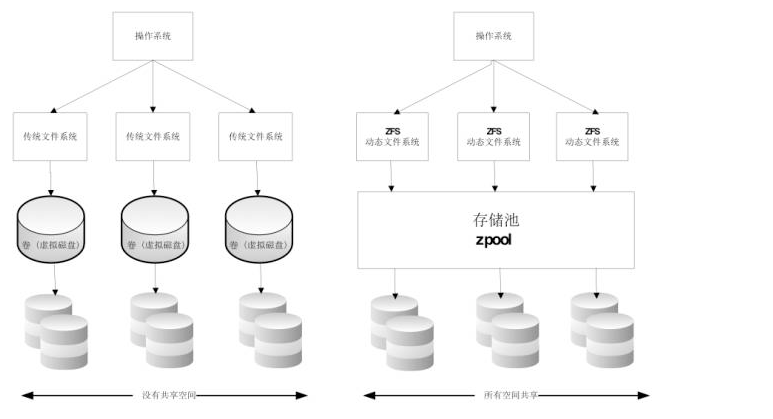 操作系统
操作系统
传统文件系统
传统文件系统
传统文件系统
ZFS
动态文件系统
ZFS
动态文件系统
ZFS
动态文件系统
卷（虚拟磁盘）
卷（虚拟磁盘）
卷（虚拟磁盘）
存储池
zpool
没有共享空间
所有空间共享